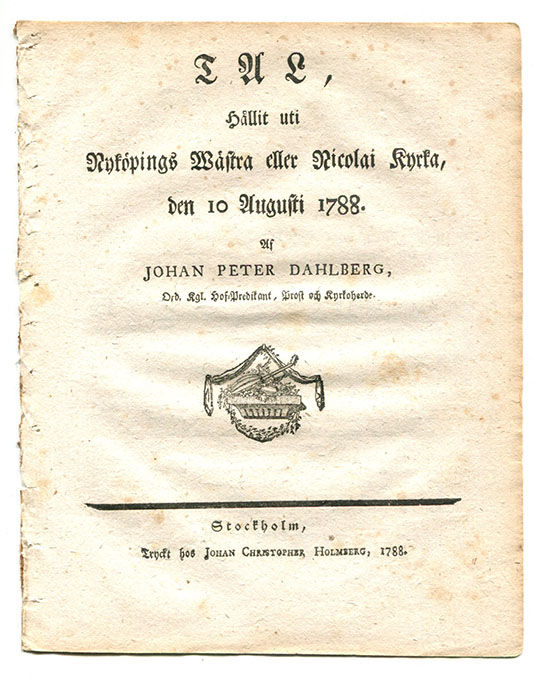 TAL,
Hållit uti
Nyköpings Wästra eller Nicolai Kyrka,
den 10 Augusti 1788.
Af
JOHAN PETER DAHLBERG,
Ord. Kgl. Hof-Predikant, Prost och Kyrkoherde.
Stockholm,
Tryckt hos JOHAN CHRISTOPHER HOLMBERG, 1788.